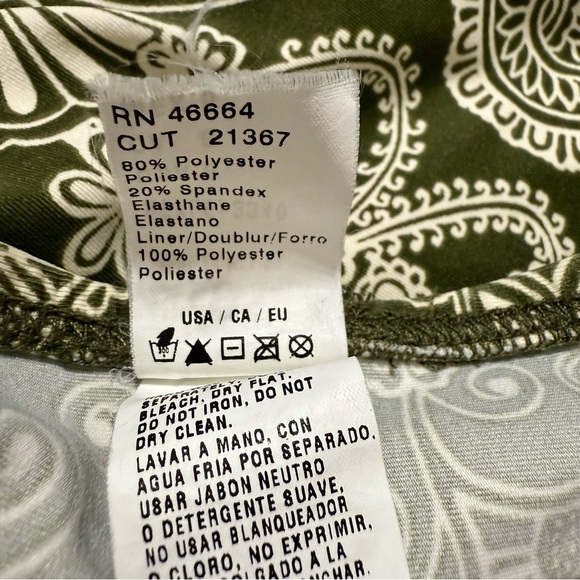 RN 46664
CUT 21367
80% Polyester
Poliester
20% Spandex
Elasthane
Elastano
Liner/Doublur/Forro
100% Polyester
Poliester
USA / CA / EU
SEPARATELY,
BLEACH. DRY FLAT.
DO NOT IRON, DO NOT
DRY CLEAN.
LAVAR A MANO, CON
AGUA FRIA POR SEPARADO.
USAR JABON NEUTRO
O DETERGENTE SUAVE,
NO USAR BLANQUEADOR
O CLORO, NO EXPRIMIR,
A LA